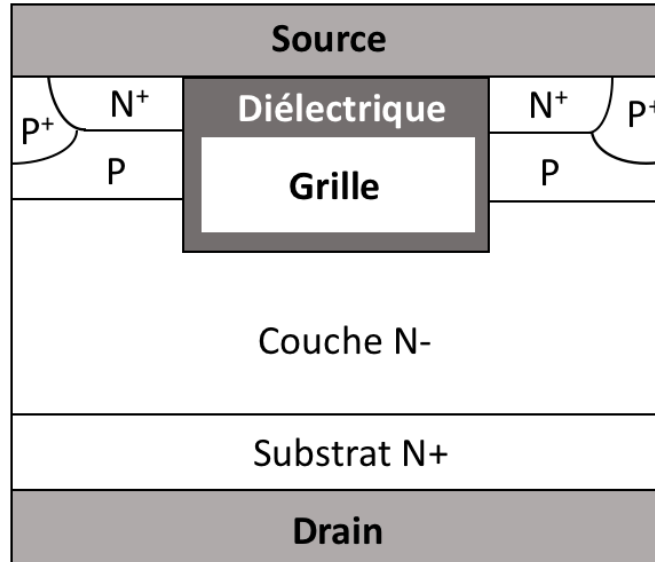 Source
N⁺ Diélectrique N⁺
P⁺ P⁺
P Grille P
Couche N-
Substrat N+
Drain